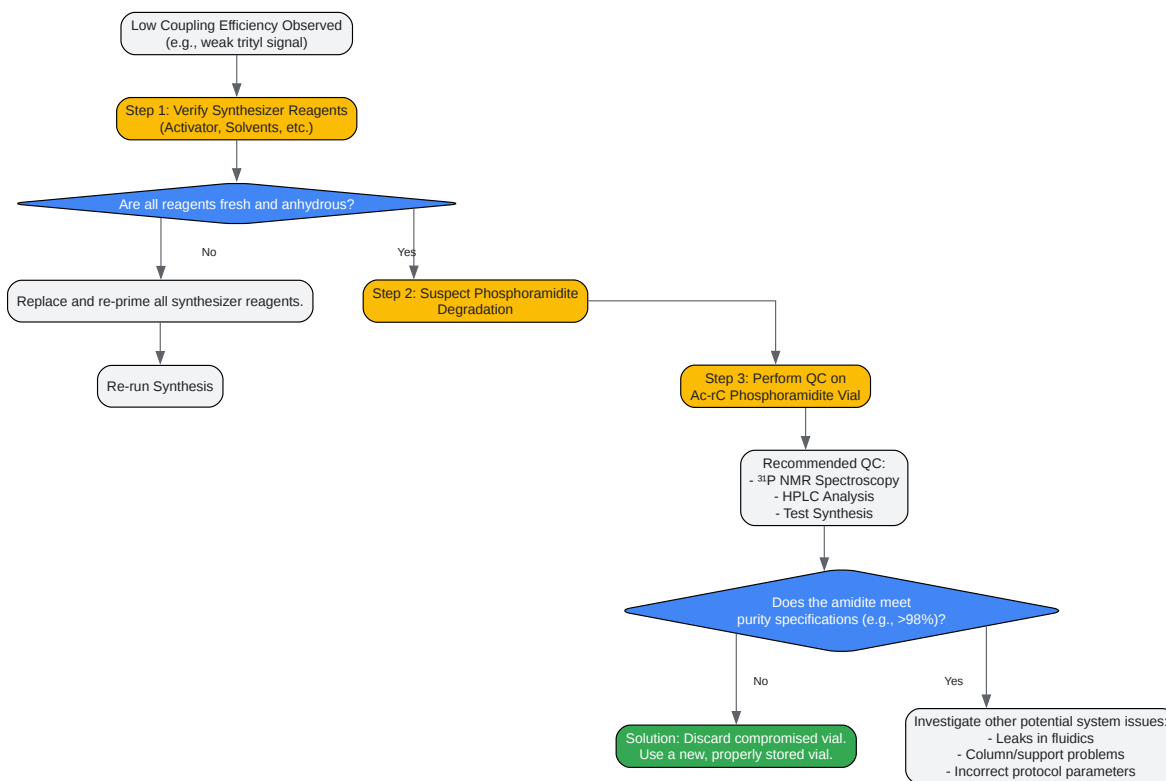 Low Coupling Efficiency Observed
(e.g., weak trityl signal)
Step 1: Verify Synthesizer Reagents
(Activator, Solvents, etc.)
Are all reagents fresh and anhydrous?
No
Yes
Replace and re-prime all synthesizer reagents.
Step 2: Suspect Phosphoramidite
Degradation
Re-run Synthesis
Step 3: Perform QC on
Ac-rC Phosphoramidite Vial
Recommended QC:
- ³¹P NMR Spectroscopy
- HPLC Analysis
- Test Synthesis
Does the amidite meet
purity specifications (e.g., >98%)?
No
Yes
Solution: Discard compromised vial.
Use a new, properly stored vial.
Investigate other potential system issues:
- Leaks in fluidics
- Column/support problems
- Incorrect protocol parameters